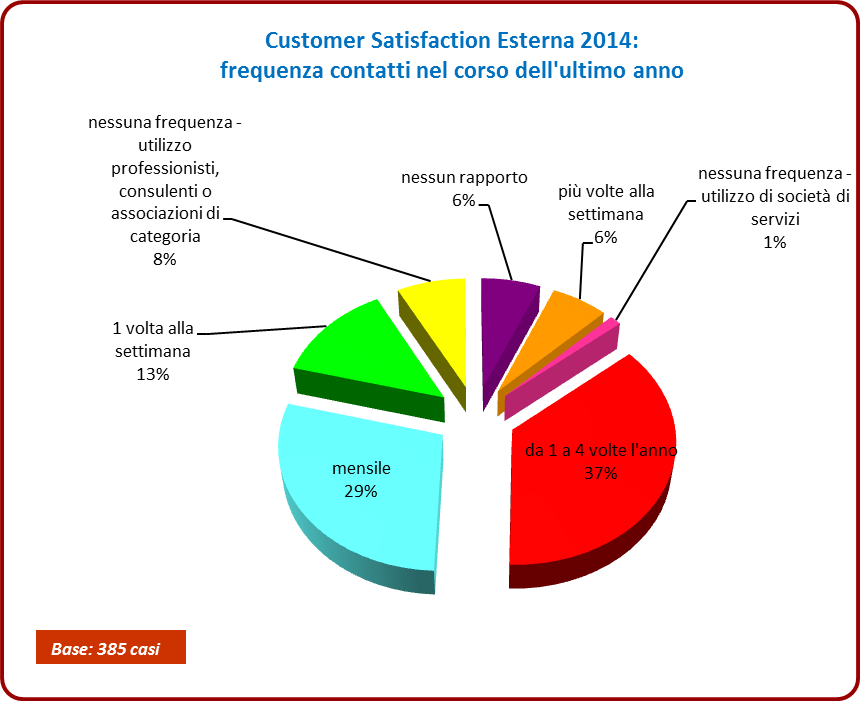 Customer Satisfaction Esterna 2014:
frequenza contatti nel corso dell'ultimo anno
nessuna frequenza -
utilizzo
professionisti,
consulenti o
associazioni di
categoria
8%
nessun rapporto
6%
più volte alla
settimana
6%
nessuna frequenza -
utilizzo di società di
servizi
1%
1 volta alla
settimana
13%
da 1 a 4 volte l'anno
37%
mensile
29%
Base: 385 casi